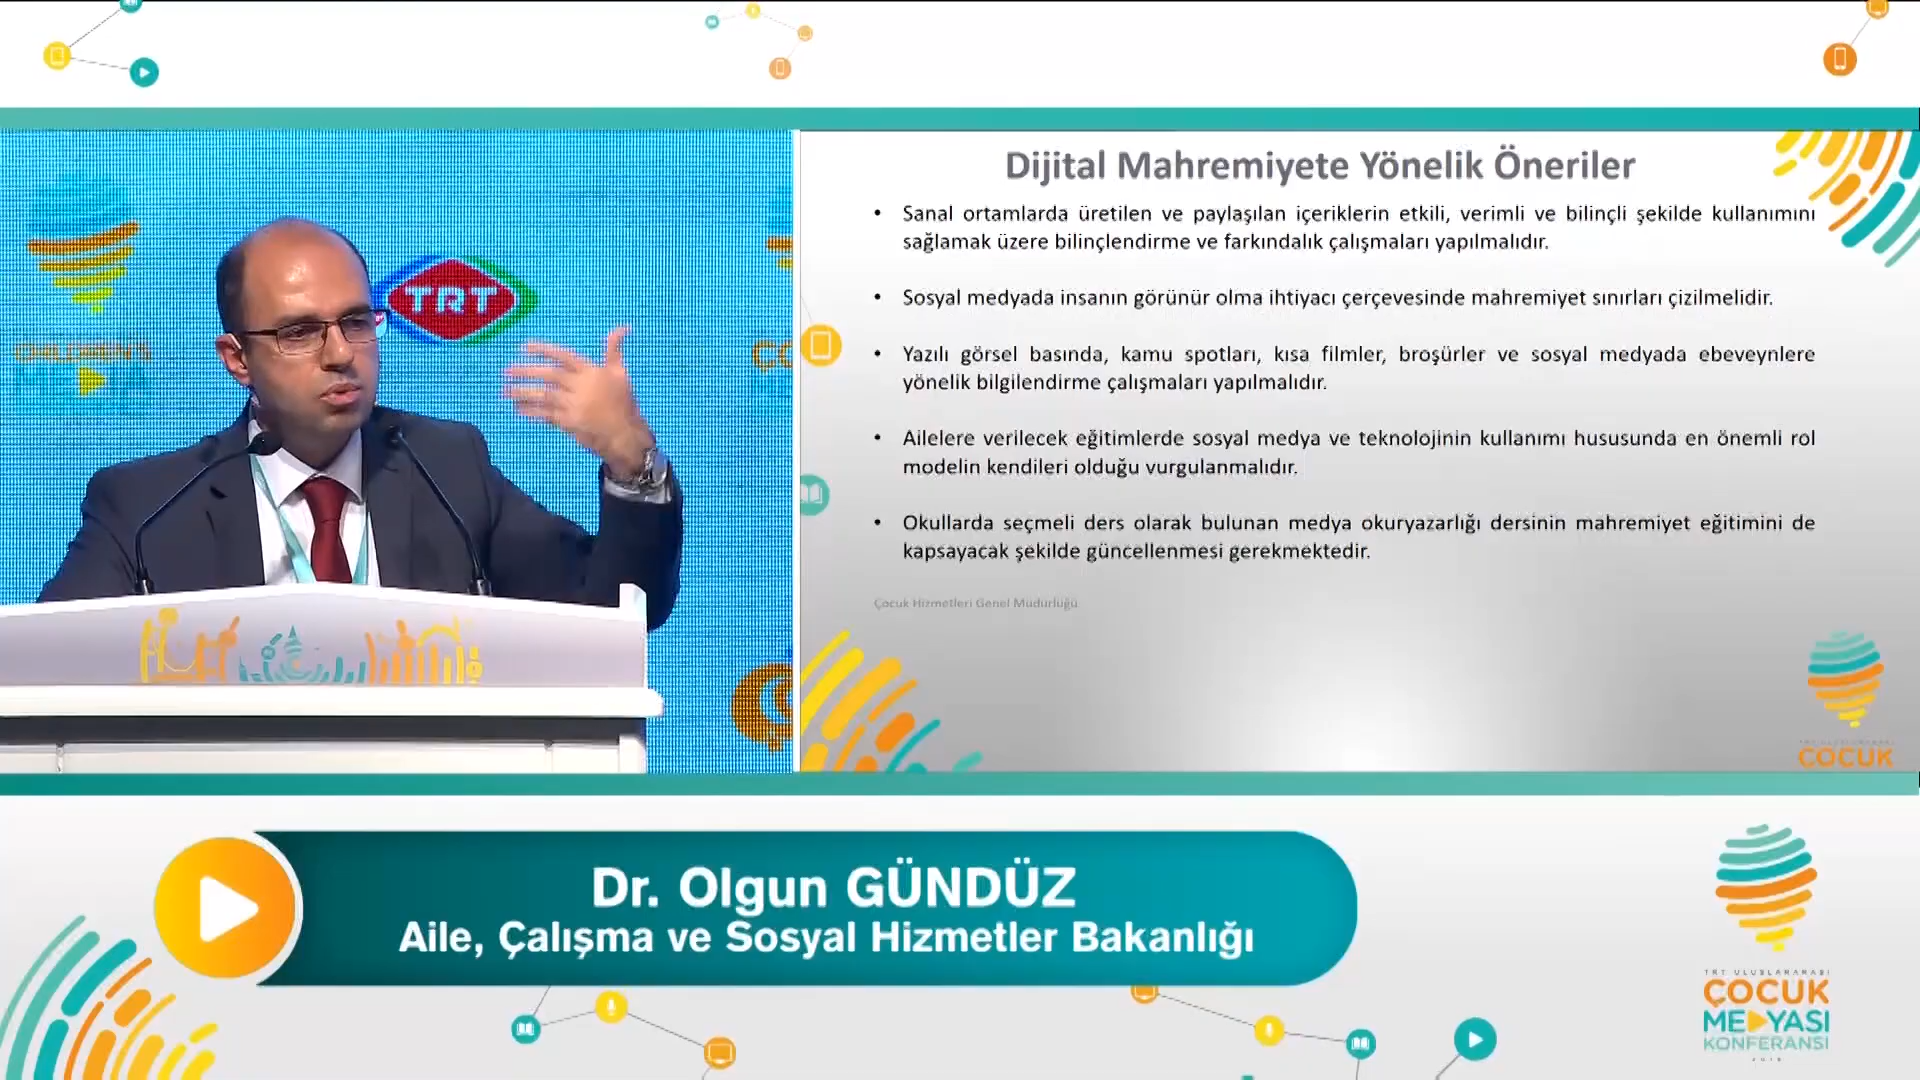 CHILDREN'S
MEDIA
TRT
Dijital Mahremiyete Yönelik Öneriler
• Sanal ortamlarda üretilen ve paylaşılan içeriklerin etkili, verimli ve bilinçli şekilde kullanımını
sağlamak üzere bilinçlendirme ve farkındalık çalışmaları yapılmalıdır.
• Sosyal medyada insanın görünür olma ihtiyacı çerçevesinde mahremiyet sınırları çizilmelidir.
• Yazılı görsel basında, kamu spotları, kısa filmler, broşürler ve sosyal medyada ebeveynlere
yönelik bilgilendirme çalışmaları yapılmalıdır.
• Ailelere verilecek eğitimlerde sosyal medya ve teknolojinin kullanımı hususunda en önemli rol
modelin kendileri olduğu vurgulanmalıdır.
• Okullarda seçmeli ders olarak bulunan medya okuryazarlığı dersinin mahremiyet eğitimini de
kapsayacak şekilde güncellenmesi gerekmektedir.
Çocuk Hizmetleri Genel Müdürlüğü
TRT ULUSLARARASI
ÇOCUK
Dr. Olgun GÜNDÜZ
Aile, Çalışma ve Sosyal Hizmetler Bakanlığı
TRT ULUSLARARASI
ÇOCUK
MEDYASI
KONFERANSI